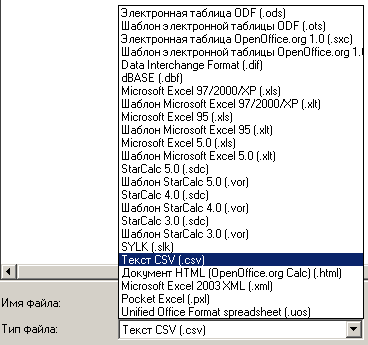 Электронная таблица ODF (.ods)
Шаблон электронной таблицы ODF (.ots)
Электронная таблица OpenOffice.org 1.0 (.sxc)
Шаблон электронной таблицы OpenOffice.org 1.0 (
Data Interchange Format (.dif)
dBASE (.dbf)
Microsoft Excel 97/2000/XP (.xls)
Шаблон Microsoft Excel 97/2000/XP (.xlt)
Microsoft Excel 95 (.xls)
Шаблон Microsoft Excel 95 (.xlt)
Microsoft Excel 5.0 (.xls)
Шаблон Microsoft Excel 5.0 (.xlt)
StarCalc 5.0 (.sdc)
Шаблон StarCalc 5.0 (.vor)
StarCalc 4.0 (.sdc)
Шаблон StarCalc 4.0 (.vor)
StarCalc 3.0 (.sdc)
Шаблон StarCalc 3.0 (.vor)
SYLK (.slk)
Текст CSV (.csv)
Документ HTML (OpenOffice.org Calc) (.html)
Microsoft Excel 2003 XML (.xml)
Имя файла:
Pocket Excel (.pxl)
Unified Office Format spreadsheet (.uos)
Тип файла:
Текст CSV (.csv)